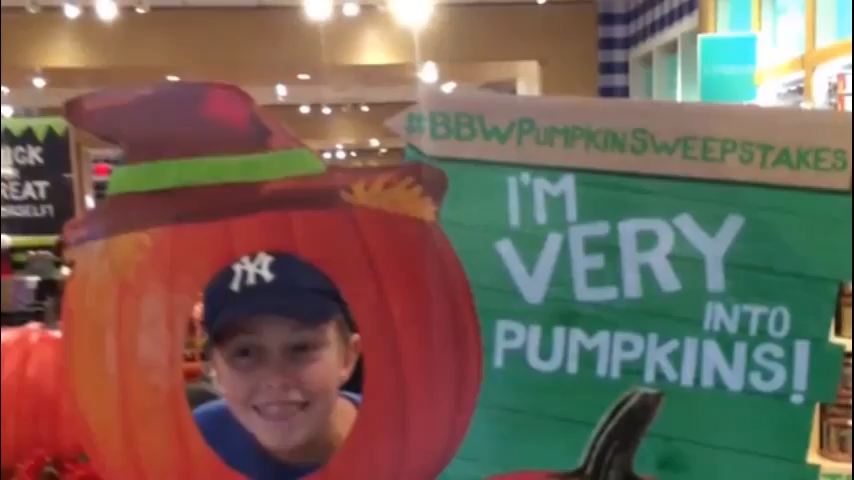 #BBWPUMPKINSWEEPSTAKES
I'M
VERY
INTO
PUMPKINS!
NY